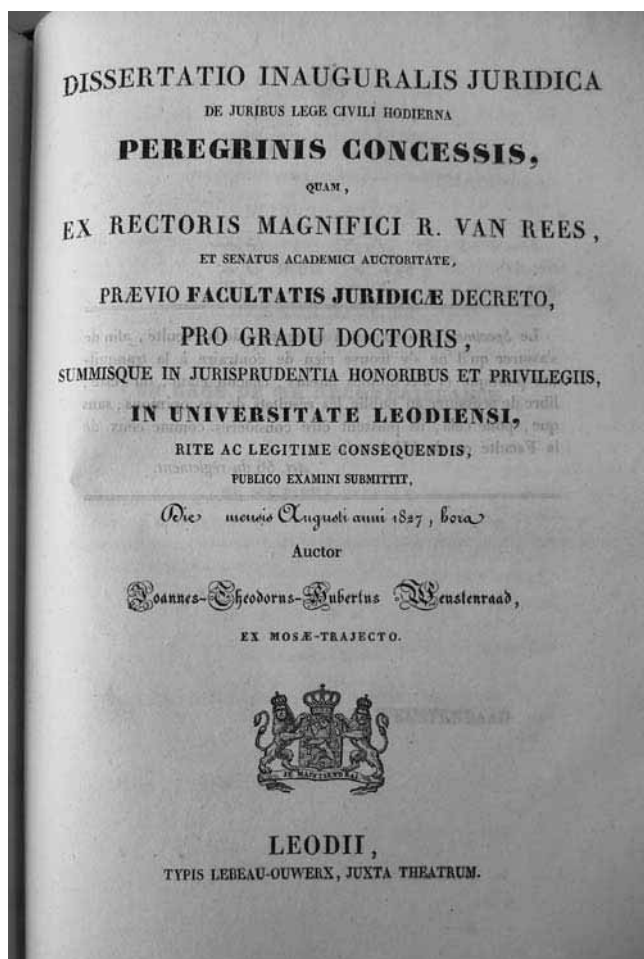 DISSERTATIO INAUGURALIS JURIDICA
DE JURIBUS LEGE CIVILI HODIERNA
PEREGRINIS CONCESSIS,
QUAM,
EX RECTORIS MAGNIFICI R. VAN REES,
ET SENATUS ACADEMICI AUCTORITATE,
PRÆVIO FACULTATIS JURIDICÆ DECRETO,
PRO GRADU DOCTORIS,
SUMMISQUE IN JURISPRUDENTIA HONORIBUS ET PRIVILEGIIS,
IN UNIVERSITATE LEODIENSI,
RITE AC LEGITIME CONSEQUENDIS,
PUBLICO EXAMINI SUBMITTIT,
Die mensis Augusti anni 1827, hora
Auctor
Joannes-Theodorus-Hubertus Weustenraad,
EX MOSÆ-TRAJECTO.
JE MAINTIENDRAI
LEODII,
TYPIS LEBEAU-OUWERX, JUXTA THEATRUM.